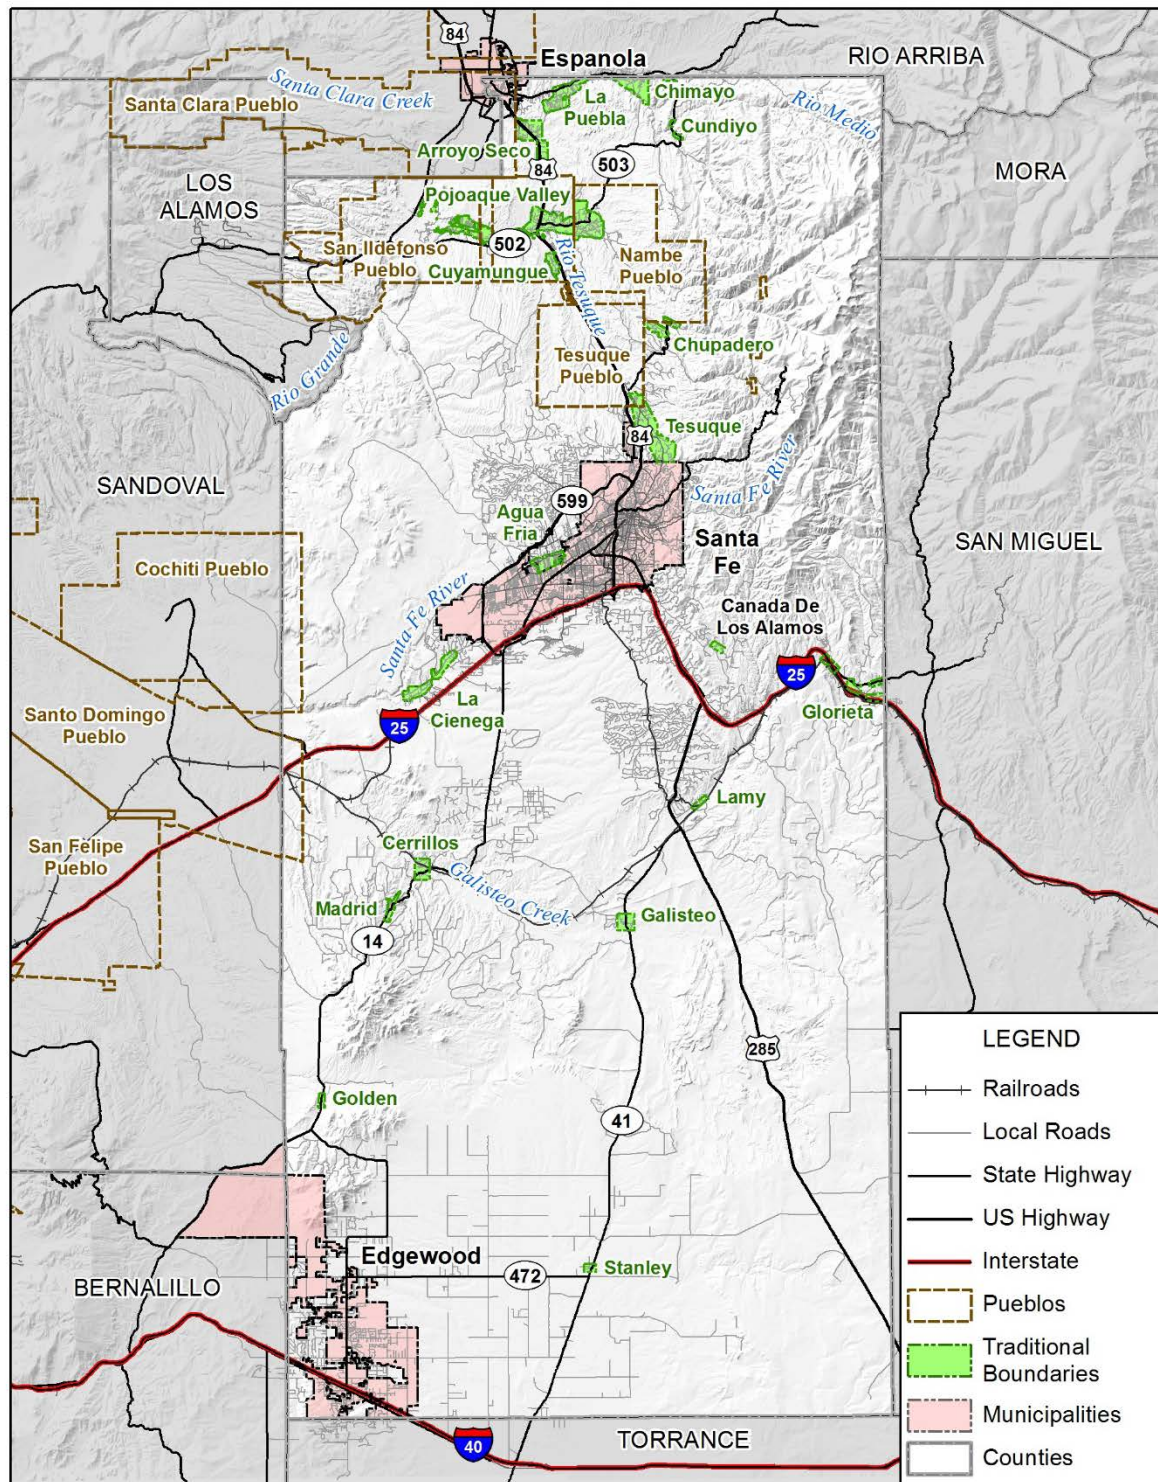 84
Espanola
RIO ARRIBA
Santa Clara Creek
Santa Clara Pueblo
La
Puebla
Chimayo
Cundiyo
Rio Medio
Arroyo Seco
84
503
MORA
LOS
ALAMOS
Pojoaque Valley
San Ildefonso
Pueblo
502
Cuyamungue
Rio Tesuque
Nambe
Pueblo
Rio Grande
Tesuque
Pueblo
Chupadero
Tesuque
84
SANDOVAL
Santa Fe River
599
Agua
Fria
Santa
Fe
SAN MIGUEL
Cochiti Pueblo
Santa Fe River
Canada De
Los Alamos
25
La
Cienega
25
Glorieta
Santo Domingo
Pueblo
Lamy
San Felipe
Pueblo
Cerrillos
Galisteo Creek
Madrid
14
Galisteo
285
Golden
41
Edgewood
472
Stanley
BERNALILLO
40
TORRANCE
LEGEND
Railroads
Local Roads
State Highway
US Highway
Interstate
Pueblos
Traditional
Boundaries
Municipalities
Counties